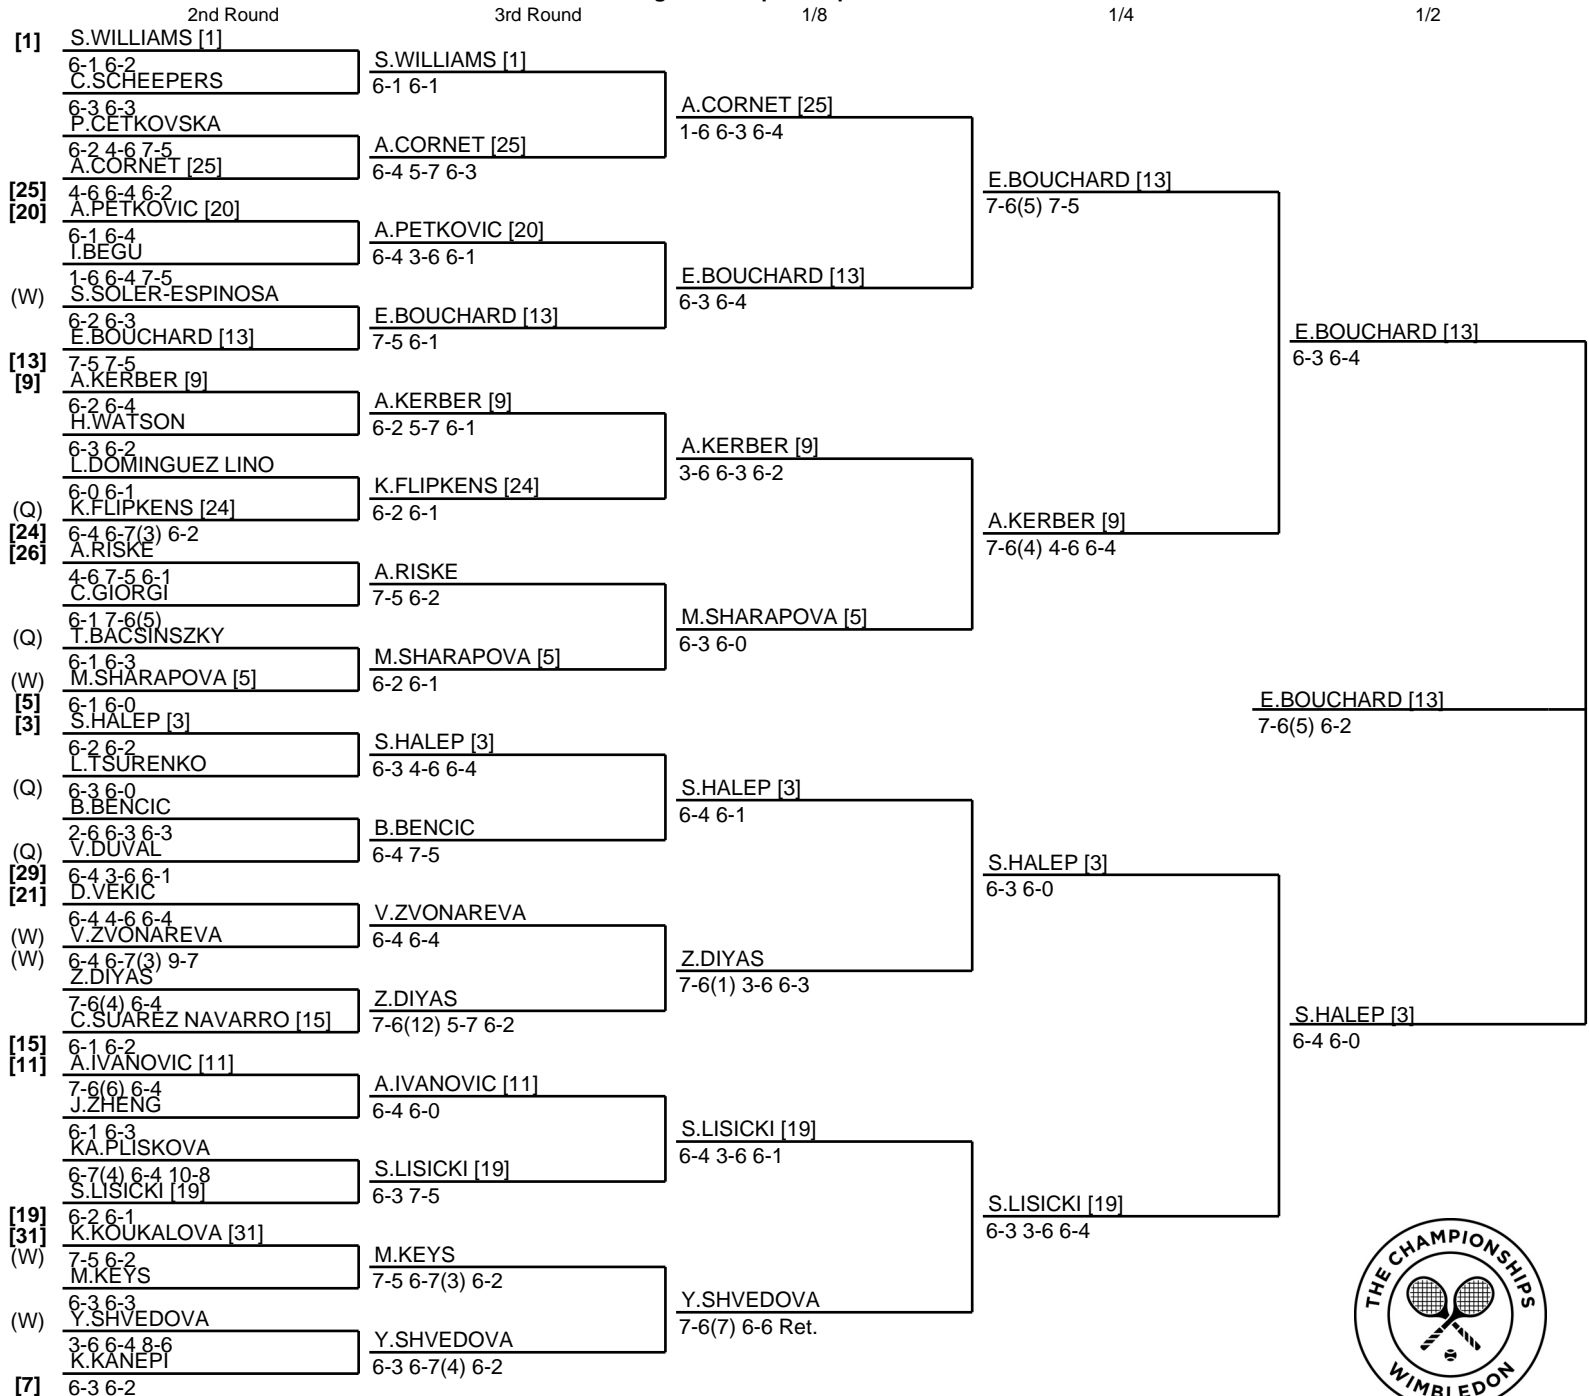 2nd Round
3rd Round
1/8
1/4
1/2
[1]
S.WILLIAMS [1]
6-1 6-2
C.SCHEEPERS
6-3 6-3
P.CETKOVSKA
6-2 4-6 7-5
A.CORNET [25]
[25]
4-6 6-4 6-2
[20]
A.PETKOVIC [20]
6-1 6-4
I.BEGU
1-6 6-4 7-5
(W)
S.SOLER-ESPINOSA
6-2 6-3
E.BOUCHARD [13]
[13]
7-5 7-5
[9]
A.KERBER [9]
6-2 6-4
H.WATSON
6-3 6-2
L.DOMINGUEZ LINO
6-0 6-1
(Q)
K.FLIPKENS [24]
[24]
6-4 6-7(3) 6-2
[26]
A.RISKE
4-6 7-5 6-1
C.GIORGI
6-1 7-6(5)
(Q)
T.BACSINSZKY
6-1 6-3
(W)
M.SHARAPOVA [5]
[5]
6-1 6-0
[3]
S.HALEP [3]
6-2 6-2
L.TSURENKO
(Q)
6-3 6-0
B.BENCIC
2-6 6-3 6-3
(Q)
V.DUVAL
[29]
6-4 3-6 6-1
[21]
D.VEKIC
6-4 4-6 6-4
(W)
V.ZVONAREVA
(W)
6-4 6-7(3) 9-7
Z.DIYAS
7-6(4) 6-4
C.SUAREZ NAVARRO [15]
[15]
6-1 6-2
[11]
A.IVANOVIC [11]
7-6(6) 6-4
J.ZHENG
6-1 6-3
KA.PLISKOVA
6-7(4) 6-4 10-8
S.LISICKI [19]
[19]
6-2 6-1
[31]
K.KOUKALOVA [31]
(W)
7-5 6-2
M.KEYS
6-3 6-3
(W)
Y.SHVEDOVA
3-6 6-4 8-6
K.KANEPI
[7]
6-3 6-2
S.WILLIAMS [1]
6-1 6-1
A.CORNET [25]
6-4 5-7 6-3
A.PETKOVIC [20]
6-4 3-6 6-1
E.BOUCHARD [13]
7-5 6-1
A.KERBER [9]
6-2 5-7 6-1
K.FLIPKENS [24]
6-2 6-1
A.RISKE
7-5 6-2
M.SHARAPOVA [5]
6-2 6-1
S.HALEP [3]
6-3 4-6 6-4
B.BENCIC
6-4 7-5
V.ZVONAREVA
6-4 6-4
Z.DIYAS
7-6(12) 5-7 6-2
A.IVANOVIC [11]
6-4 6-0
S.LISICKI [19]
6-3 7-5
M.KEYS
7-5 6-7(3) 6-2
Y.SHVEDOVA
6-3 6-7(4) 6-2
A.CORNET [25]
1-6 6-3 6-4
E.BOUCHARD [13]
6-3 6-4
A.KERBER [9]
3-6 6-3 6-2
M.SHARAPOVA [5]
6-3 6-0
S.HALEP [3]
6-4 6-1
Z.DIYAS
7-6(1) 3-6 6-3
S.LISICKI [19]
6-4 3-6 6-1
Y.SHVEDOVA
7-6(7) 6-6 Ret.
E.BOUCHARD [13]
7-6(5) 7-5
A.KERBER [9]
7-6(4) 4-6 6-4
S.HALEP [3]
6-3 6-0
S.LISICKI [19]
6-3 3-6 6-4
E.BOUCHARD [13]
6-3 6-4
E.BOUCHARD [13]
7-6(5) 6-2
S.HALEP [3]
6-4 6-0
THE CHAMPIONSHIPS
WIMBLEDON